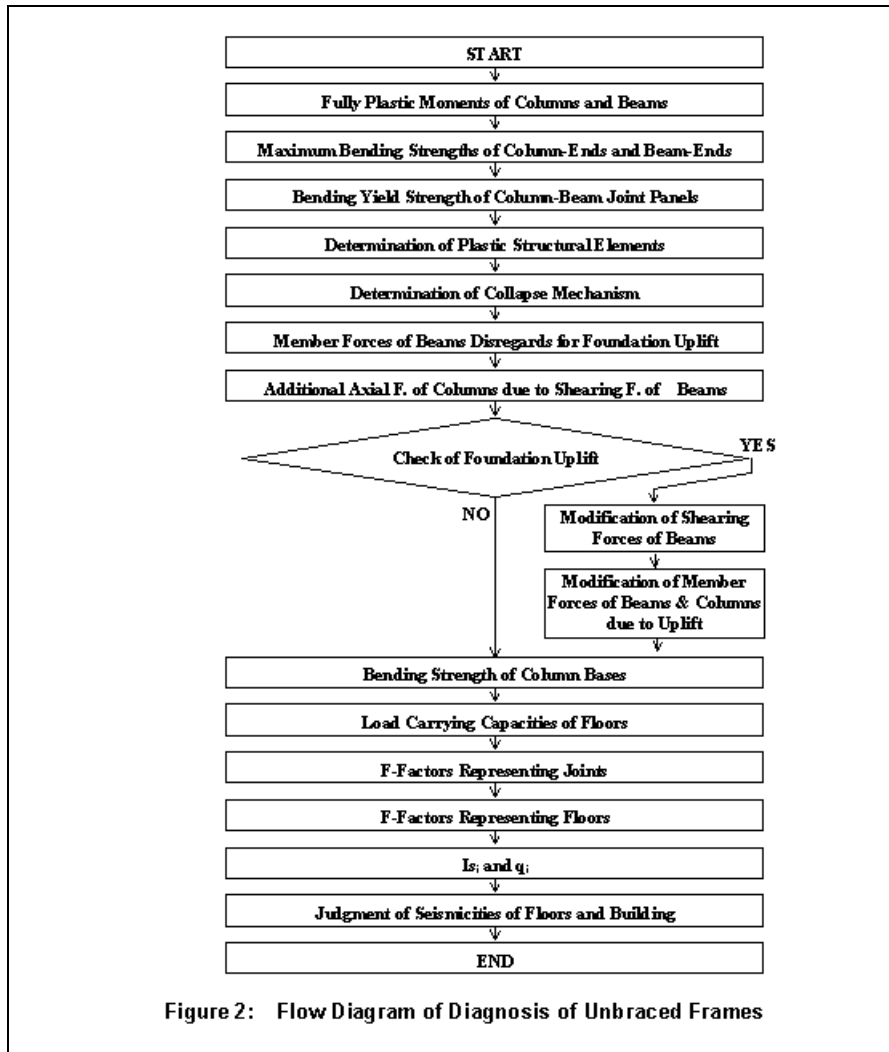 START
Fully Plastic Moments of Columns and Beams
Maximum Bending Strengths of Column-Ends and Beam-Ends
Bending Yield Strength of Column-Beam Joint Panels
Determination of Plastic Structural Elements
Determination of Collapse Mechanism
Member Forces of Beams Disregards for Foundation Uplift
Additional Axial F. of Columns due to Shearing F. of Beams
Check of Foundation Uplift
YES
NO
Modification of Shearing
Forces of Beams
Modification of Member
Forces of Beams & Columns
due to Uplift
Bending Strength of Column Bases
Load Carrying Capacities of Floors
F-Factors Representing Joints
F-Factors Representing Floors
Isi and qi
Judgment of Seismicities of Floors and Building
END
Figure 2: Flow Diagram of Diagnosis of Unbraced Frames